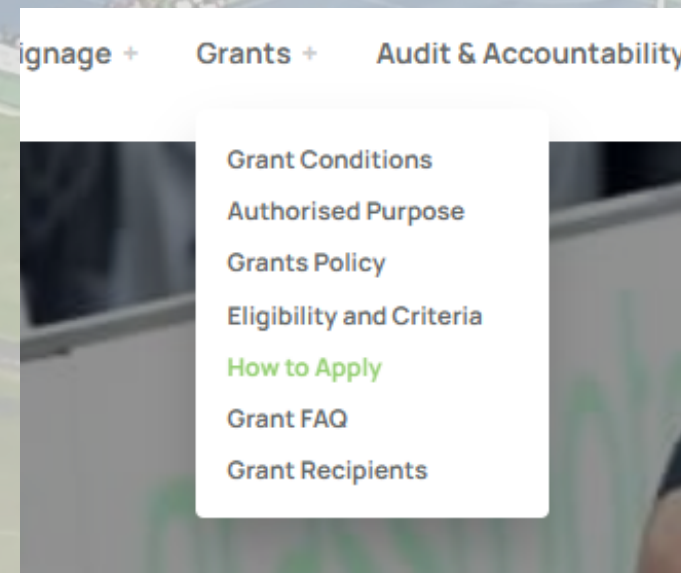 ignage + Grants + Audit & Accountability
Grant Conditions
Authorised Purpose
Grants Policy
Eligibility and Criteria
How to Apply
Grant FAQ
Grant Recipients